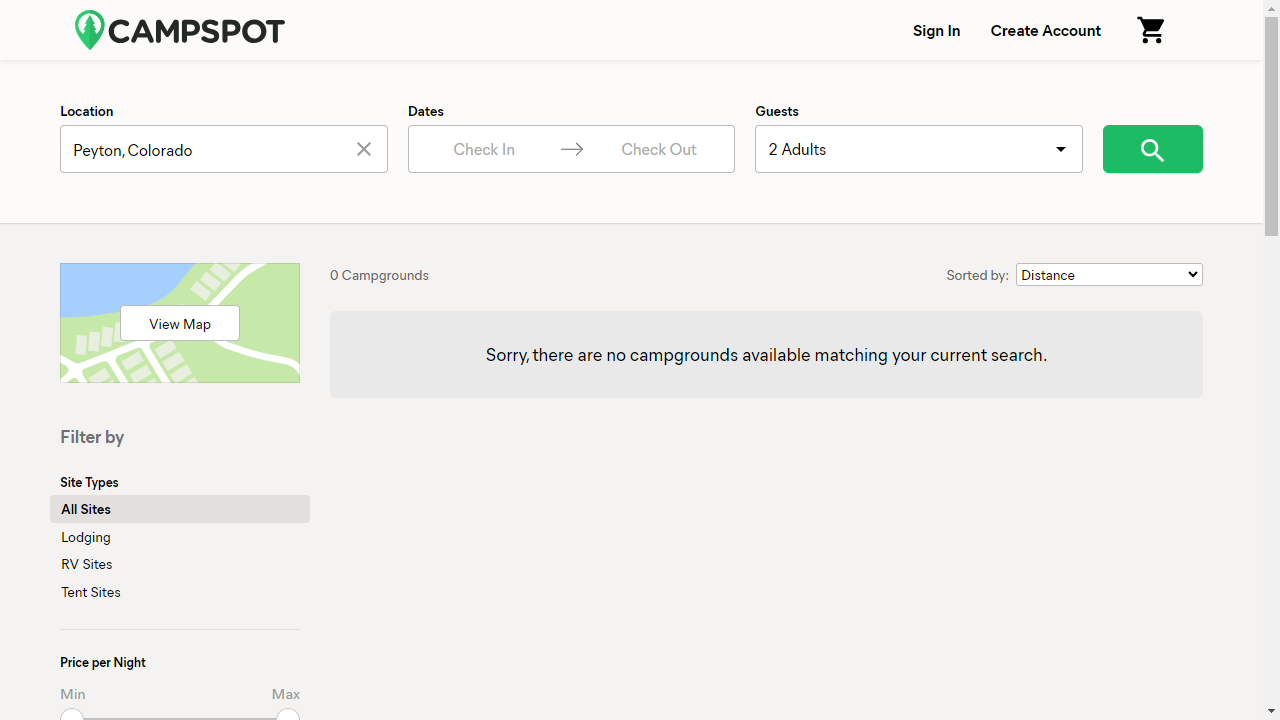 CAMPSPOT
Sign In
Create Account
Location
Dates
Guests
Peyton, Colorado
Check In
Check Out
2 Adults
View Map
0 Campgrounds
Sorted by:
Distance
Sorry, there are no campgrounds available matching your current search.
Filter by
Site Types
All Sites
Lodging
RV Sites
Tent Sites
Price per Night
Min
Max